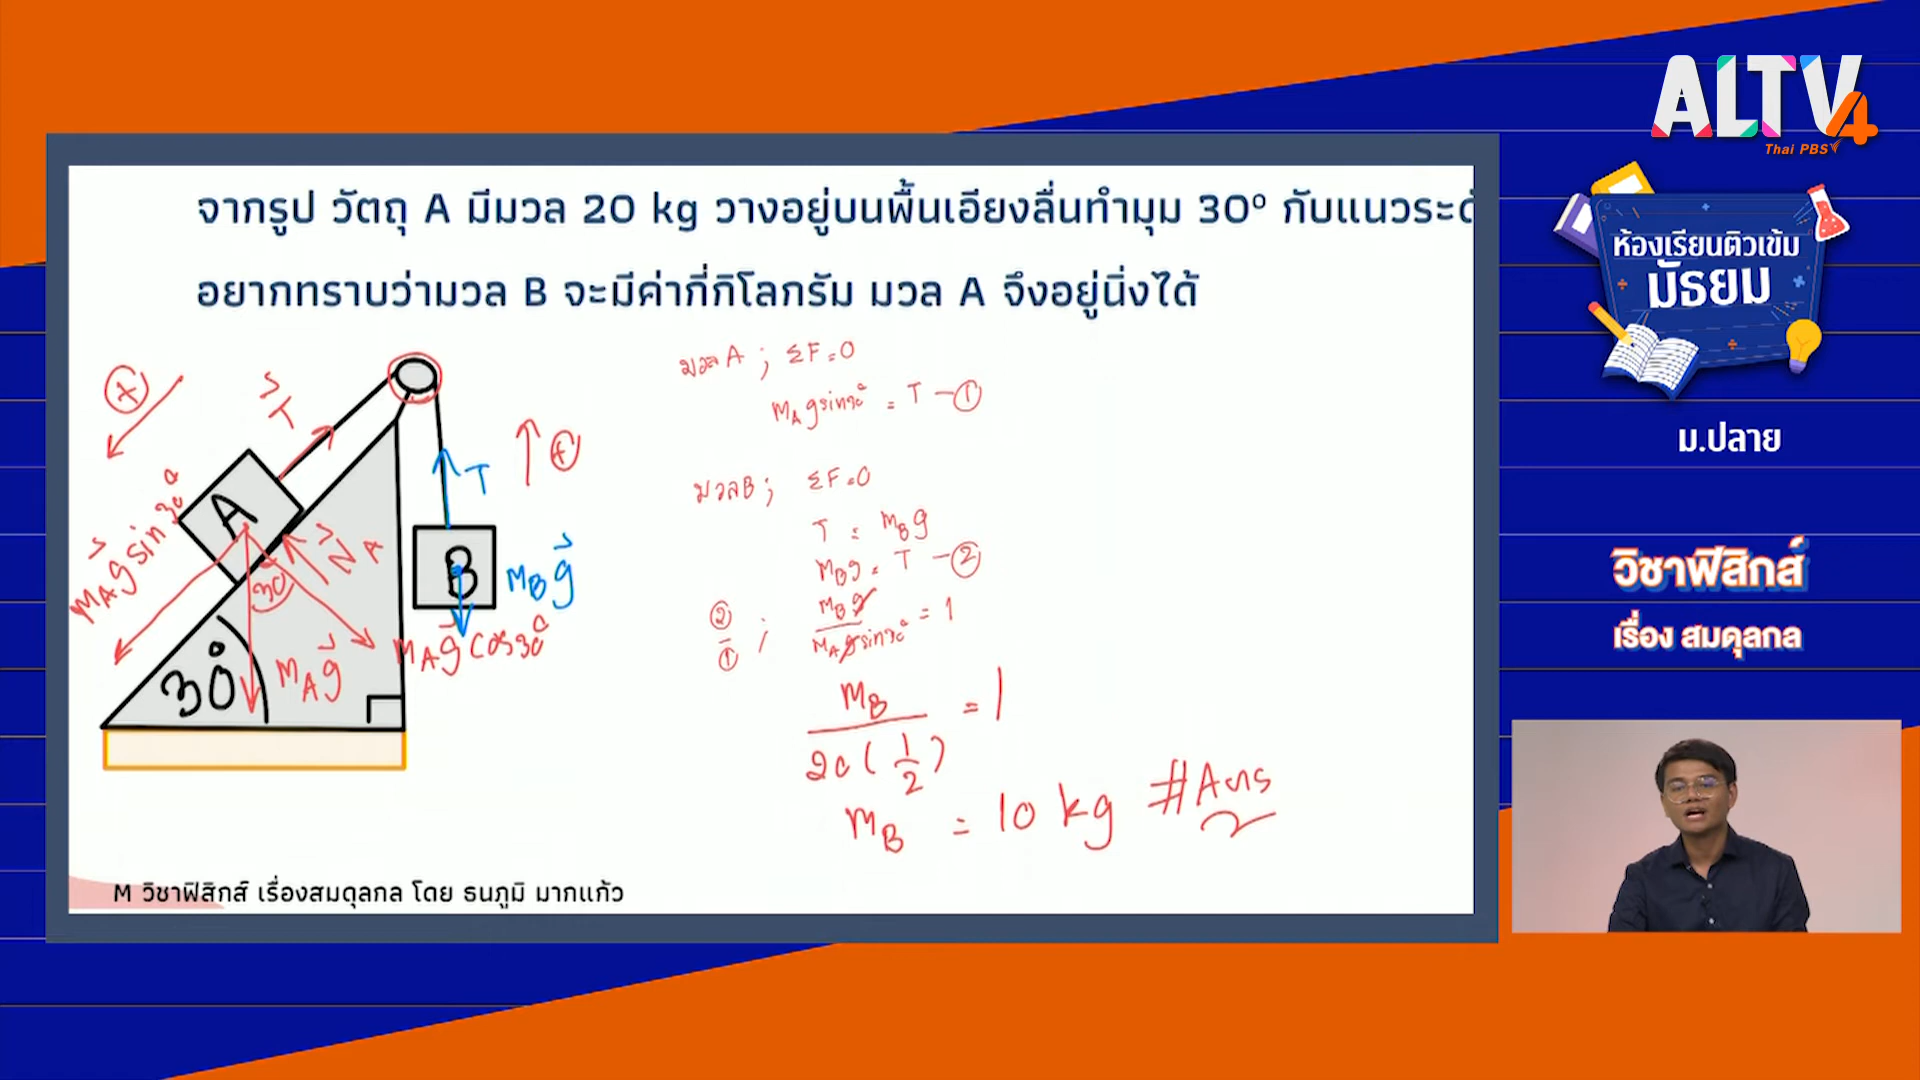 ALTV4
Thai PBS
ห้องเรียนติวเข้ม
มัธยม
ม.ปลาย
วิชาฟิสิกส์
เรื่อง สมดุลกล
จากรูป วัตถุ A มีมวล 20 kg วางอยู่บนพื้นเอียงลื่นทำมุม 30° กับแนวระดั
อยากทราบว่ามวล B จะมีค่ากี่กิโลกรัม มวล A จึงอยู่นิ่งได้
มวล A ; ΣF = 0
m_A g sin30° = T — ①
มวล B ; ΣF = 0
T = m_B g
m_B g = T — ②
②/① ; m_B g / m_A g sin30° = 1
m_B / 20(1/2) = 1
m_B = 10 kg #Ans
+
T
A
m_A g sin30°
N_A
30
30°
m_A g
m_A g cos30°
T
+
B
m_B g
M วิชาฟิสิกส์ เรื่องสมดุลกล โดย ธนภูมิ มากแก้ว